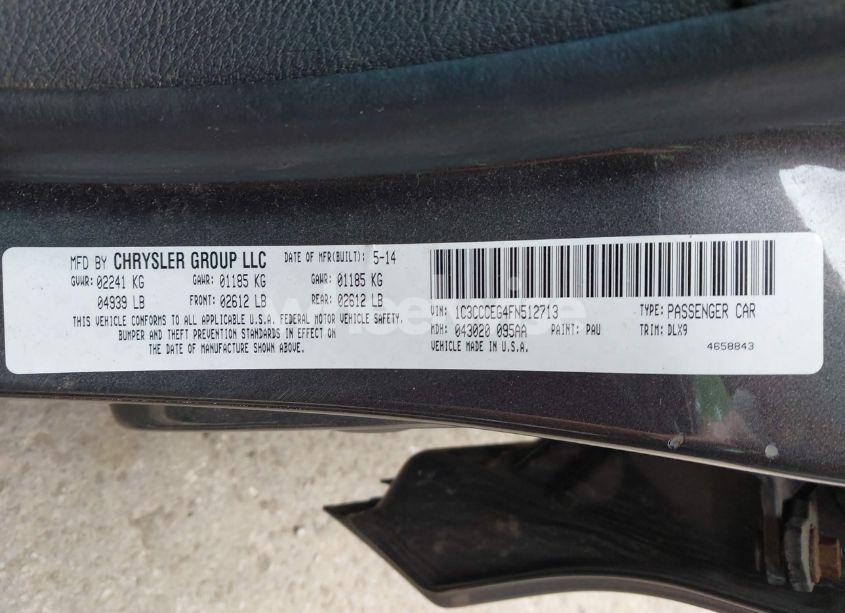 MFD BY CHRYSLER GROUP LLC DATE OF MFR(BUILT): 5-14
GVWR: 02241 KG GAWR: 01185 KG GAWR: 01185 KG
04939 LB FRONT: 02612 LB REAR: 02612 LB
THIS VEHICLE CONFORMS TO ALL APPLICABLE U.S.A. FEDERAL MOTOR VEHICLE SAFETY,
BUMPER AND THEFT PREVENTION STANDARDS IN EFFECT ON
THE DATE OF MANUFACTURE SHOWN ABOVE.
VIN: 1C3CCCEG4FN512713 TYPE: PASSENGER CAR
MDH: 043020 095AA PAINT: PAU TRIM: DLX9
VEHICLE MADE IN U.S.A. 4658843